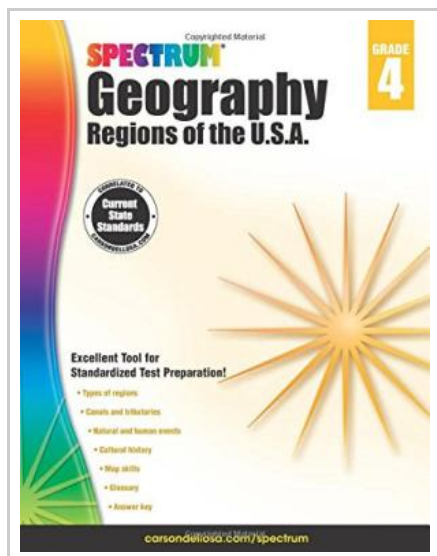 Copyrighted Material
SPECTRUM®
GRADE
4
Geography
Regions of the U.S.A.
CORRELATED TO
Current
State
Standards
CARSONDELLOSA.COM
Excellent Tool for
Standardized Test Preparation!
• Types of regions
• Canals and tributaries
• Natural and human events
• Cultural history
• Map skills
• Glossary
• Answer key
Copyrighted Material
carsondellosa.com/spectrum